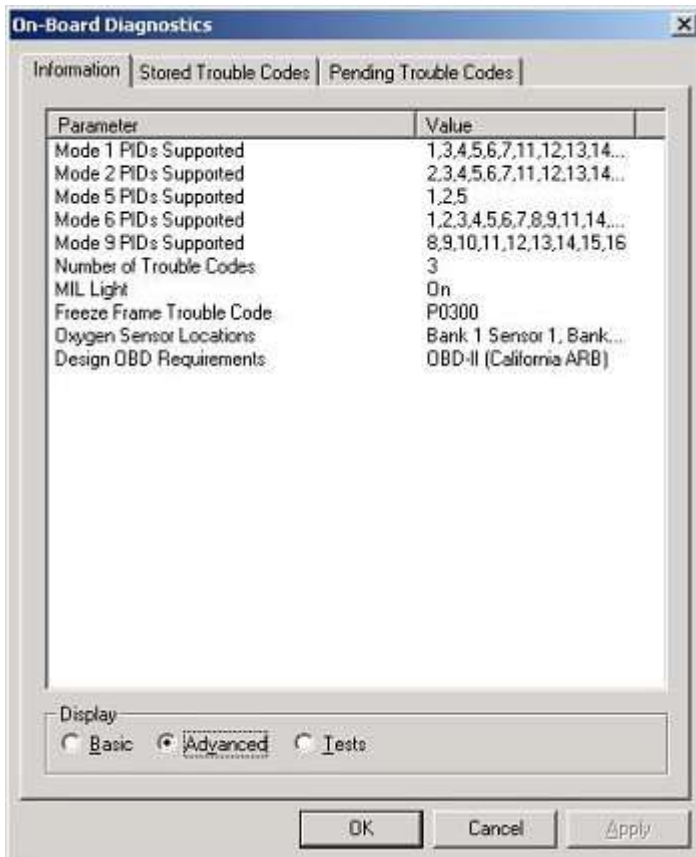 On-Board Diagnostics
Information Stored Trouble Codes Pending Trouble Codes
Parameter Value
Mode 1 PIDs Supported 1,3,4,5,6,7,11,12,13,14...
Mode 2 PIDs Supported 2,3,4,5,6,7,11,12,13,14...
Mode 5 PIDs Supported 1,2,5
Mode 6 PIDs Supported 1,2,3,4,5,6,7,8,9,11,14,...
Mode 9 PIDs Supported 8,9,10,11,12,13,14,15,16
Number of Trouble Codes 3
MIL Light On
Freeze Frame Trouble Code P0300
Oxygen Sensor Locations Bank 1 Sensor 1, Bank...
Design OBD Requirements OBD-II (California ARB)
Display
Basic Advanced Tests
OK Cancel Apply